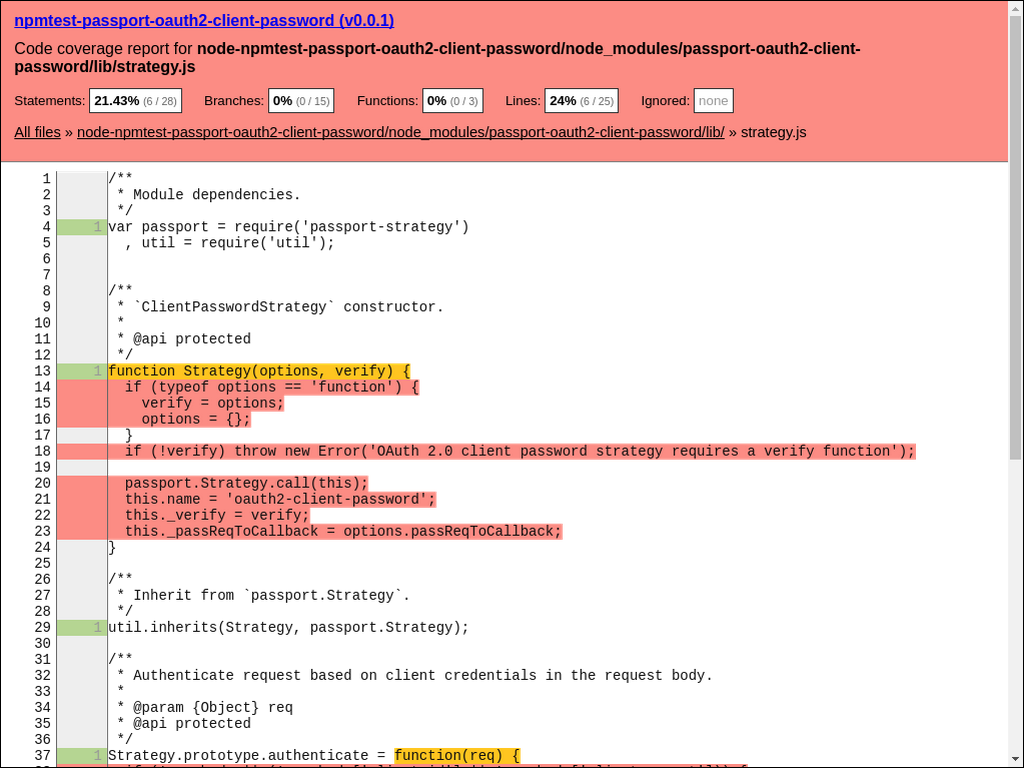 npmtest-passport-oauth2-client-password (v0.0.1)
Code coverage report for node-npmtest-passport-oauth2-client-password/node_modules/passport-oauth2-client-
password/lib/strategy.js
Statements: 21.43% (6 / 28) Branches: 0% (0 / 15) Functions: 0% (0 / 3) Lines: 24% (6 / 25) Ignored: none
All files » node-npmtest-passport-oauth2-client-password/node_modules/passport-oauth2-client-password/lib/ » strategy.js
1 /**
2  * Module dependencies.
3  */
4 1 var passport = require('passport-strategy')
5   , util = require('util');
6
7
8 /**
9  * `ClientPasswordStrategy` constructor.
10  *
11  * @api protected
12  */
13 1 function Strategy(options, verify) {
14   if (typeof options == 'function') {
15     verify = options;
16     options = {};
17   }
18   if (!verify) throw new Error('OAuth 2.0 client password strategy requires a verify function');
19
20   passport.Strategy.call(this);
21   this.name = 'oauth2-client-password';
22   this._verify = verify;
23   this._passReqToCallback = options.passReqToCallback;
24 }
25
26 /**
27  * Inherit from `passport.Strategy`.
28  */
29 1 util.inherits(Strategy, passport.Strategy);
30
31 /**
32  * Authenticate request based on client credentials in the request body.
33  *
34  * @param {Object} req
35  * @api protected
36  */
37 1 Strategy.prototype.authenticate = function(req) {